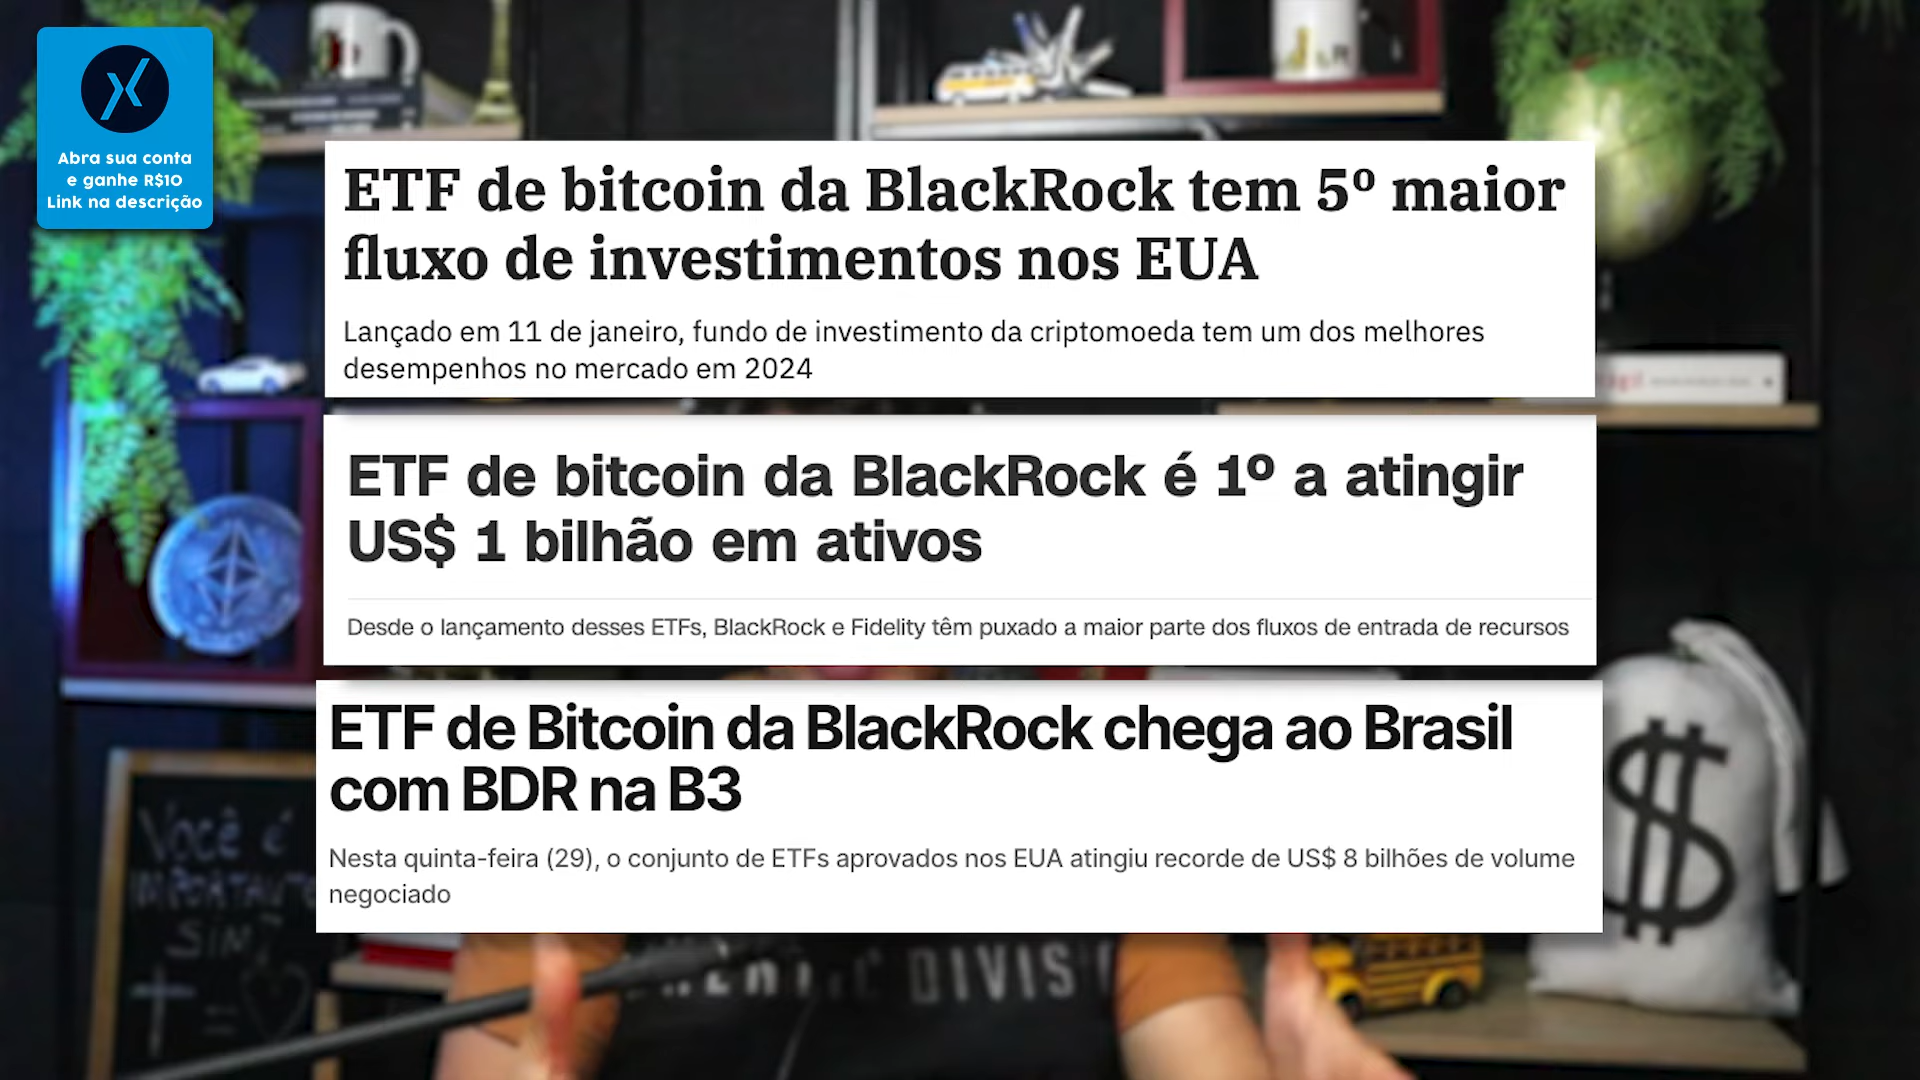 Abra sua conta
e ganhe R$10
Link na descrição
ETF de bitcoin da BlackRock tem 5º maior
fluxo de investimentos nos EUA
Lançado em 11 de janeiro, fundo de investimento da criptomoeda tem um dos melhores
desempenhos no mercado em 2024
ETF de bitcoin da BlackRock é 1º a atingir
US$ 1 bilhão em ativos
Desde o lançamento desses ETFs, BlackRock e Fidelity têm puxado a maior parte dos fluxos de entrada de recursos
ETF de Bitcoin da BlackRock chega ao Brasil
com BDR na B3
Nesta quinta-feira (29), o conjunto de ETFs aprovados nos EUA atingiu recorde de US$ 8 bilhões de volume
negociado
VOCÊ É
IMPORTANTE
SIM,
$
DIVIS